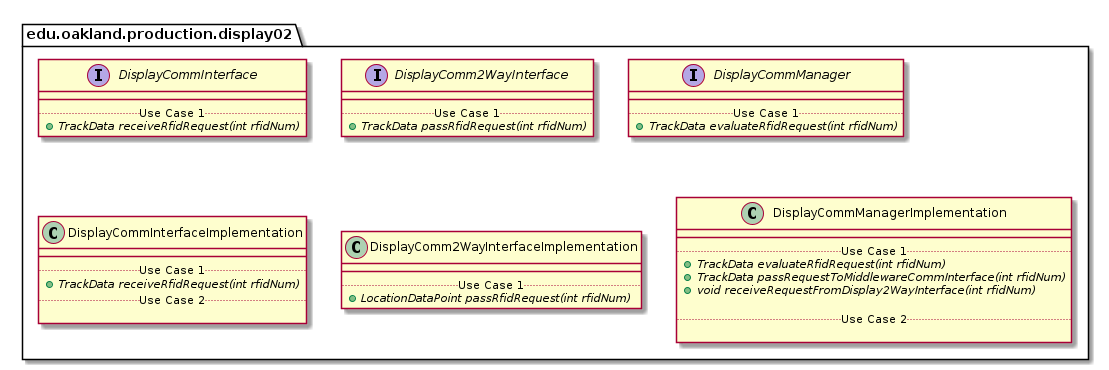 edu.oakland.production.display02
I DisplayCommInterface
Use Case 1
TrackData receiveRfidRequest(int rfidNum)
I DisplayComm2WayInterface
Use Case 1
TrackData passRfidRequest(int rfidNum)
I DisplayCommManager
Use Case 1
TrackData evaluateRfidRequest(int rfidNum)
C DisplayCommInterfaceImplementation
Use Case 1
TrackData receiveRfidRequest(int rfidNum)
Use Case 2
C DisplayComm2WayInterfaceImplementation
Use Case 1
LocationDataPoint passRfidRequest(int rfidNum)
C DisplayCommManagerImplementation
Use Case 1
TrackData evaluateRfidRequest(int rfidNum)
TrackData passRequestToMiddlewareCommInterface(int rfidNum)
void receiveRequestFromDisplay2WayInterface(int rfidNum)
Use Case 2